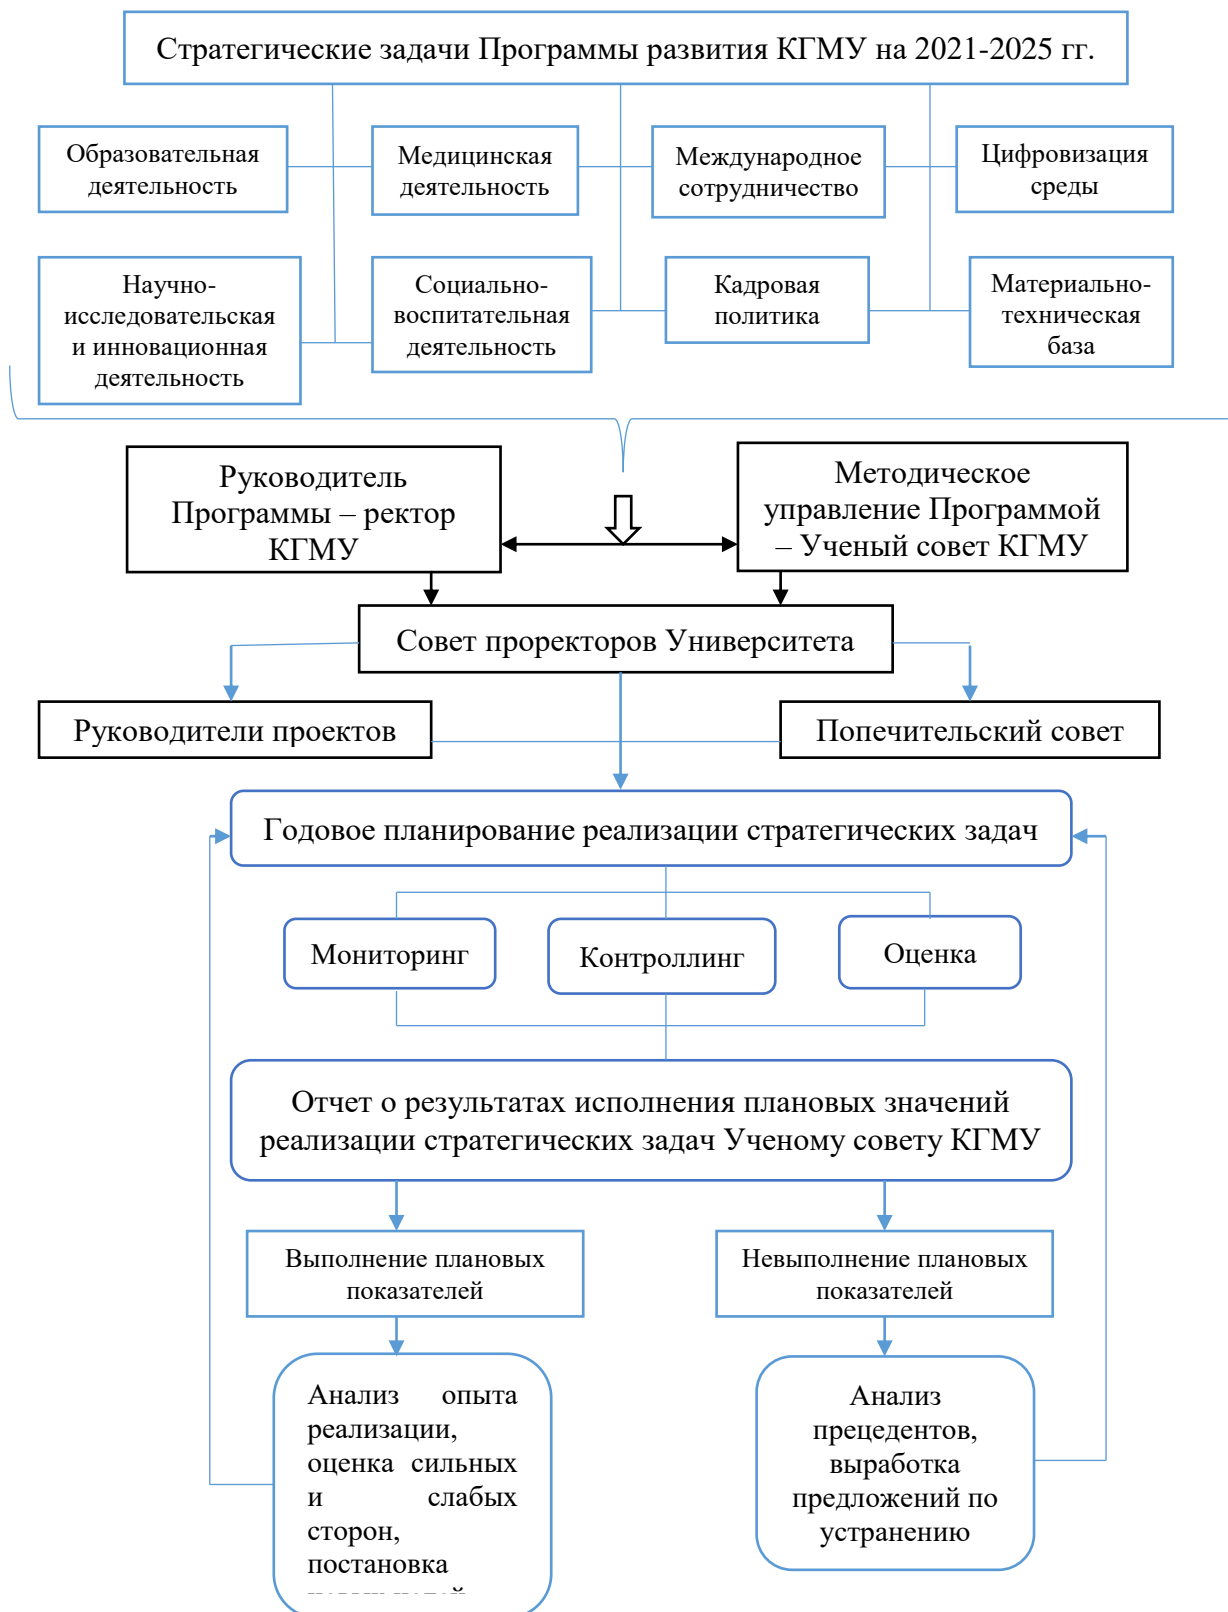 Стратегические задачи Программы развития КГМУ на 2021-2025 гг.
Образовательная
деятельность
Медицинская
деятельность
Международное
сотрудничество
Цифровизация
среды
Научно-
исследовательская
и инновационная
деятельность
Социально-
воспитательная
деятельность
Кадровая
политика
Материально-
техническая
база
Руководитель
Программы – ректор
КГМУ
Методическое
управление Программой
– Ученый совет КГМУ
Совет проректоров Университета
Руководители проектов
Попечительский совет
Годовое планирование реализации стратегических задач
Мониторинг
Контроллинг
Оценка
Отчет о результатах исполнения плановых значений
реализации стратегических задач Ученому совету КГМУ
Выполнение плановых
показателей
Невыполнение плановых
показателей
Анализ опыта
реализации,
оценка сильных
и слабых
сторон,
постановка
Анализ
прецедентов,
выработка
предложений по
устранению